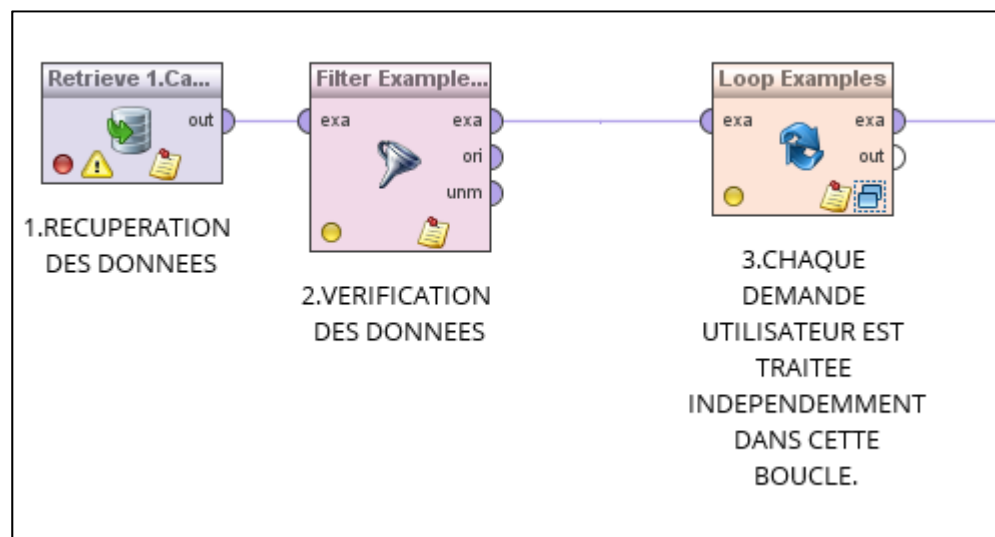 Retrieve 1.Ca...
out
1.RECUPERATION
DES DONNEES
Filter Example...
exa
exa
ori
unm
2.VERIFICATION
DES DONNEES
Loop Examples
exa
exa
out
3.CHAQUE
DEMANDE
UTILISATEUR EST
TRAITEE
INDEPENDEMMENT
DANS CETTE
BOUCLE.